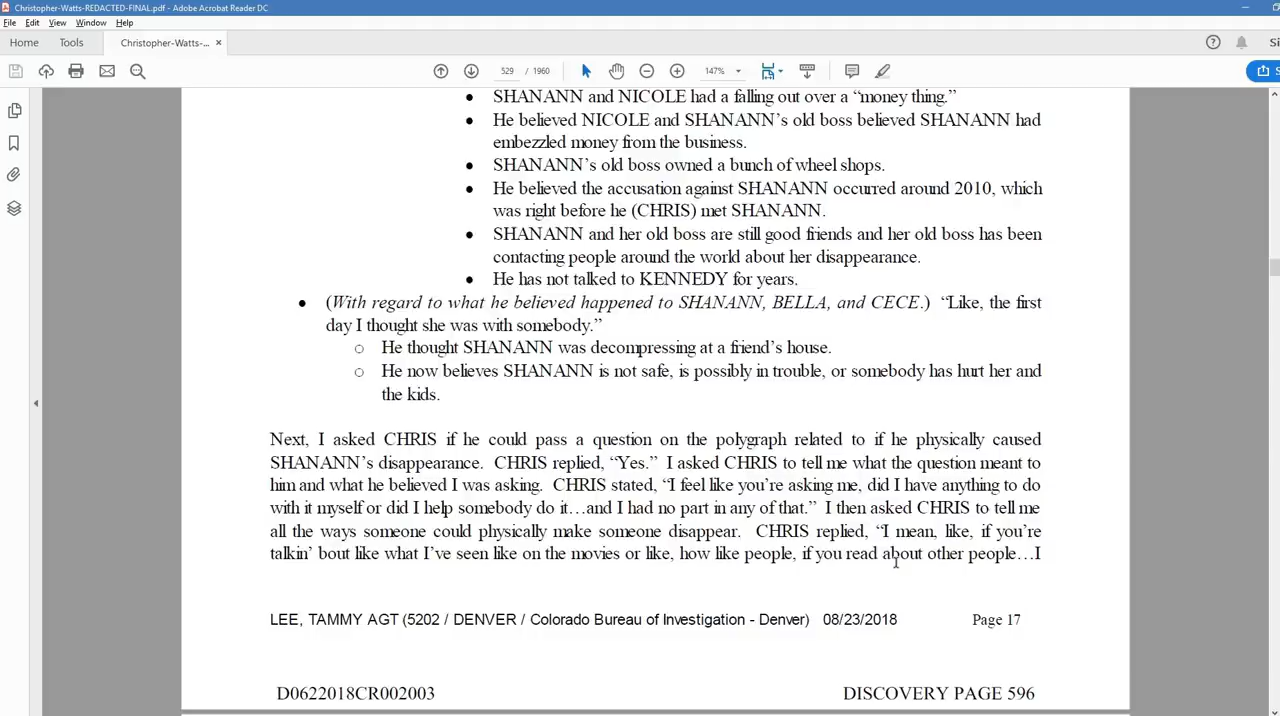 Christopher-Watts-REDACTED-FINAL.pdf - Adobe Acrobat Reader DC
File Edit View Window Help
Home Tools Christopher-Watts-... × Si
529 / 1960 147%
• SHANANN and NICOLE had a falling out over a “money thing.”
• He believed NICOLE and SHANANN’s old boss believed SHANANN had
embezzled money from the business.
• SHANANN’s old boss owned a bunch of wheel shops.
• He believed the accusation against SHANANN occurred around 2010, which
was right before he (CHRIS) met SHANANN.
• SHANANN and her old boss are still good friends and her old boss has been
contacting people around the world about her disappearance.
• He has not talked to KENNEDY for years.
• (With regard to what he believed happened to SHANANN, BELLA, and CECE.) “Like, the first
day I thought she was with somebody.”
○ He thought SHANANN was decompressing at a friend’s house.
○ He now believes SHANANN is not safe, is possibly in trouble, or somebody has hurt her and
the kids.
Next, I asked CHRIS if he could pass a question on the polygraph related to if he physically caused
SHANANN’s disappearance. CHRIS replied, “Yes.” I asked CHRIS to tell me what the question meant to
him and what he believed I was asking. CHRIS stated, “I feel like you’re asking me, did I have anything to do
with it myself or did I help somebody do it…and I had no part in any of that.” I then asked CHRIS to tell me
all the ways someone could physically make someone disappear. CHRIS replied, “I mean, like, if you’re
talkin’ bout like what I’ve seen like on the movies or like, how like people, if you read about other people…I
LEE, TAMMY AGT (5202 / DENVER / Colorado Bureau of Investigation - Denver) 08/23/2018 Page 17
D0622018CR002003 DISCOVERY PAGE 596